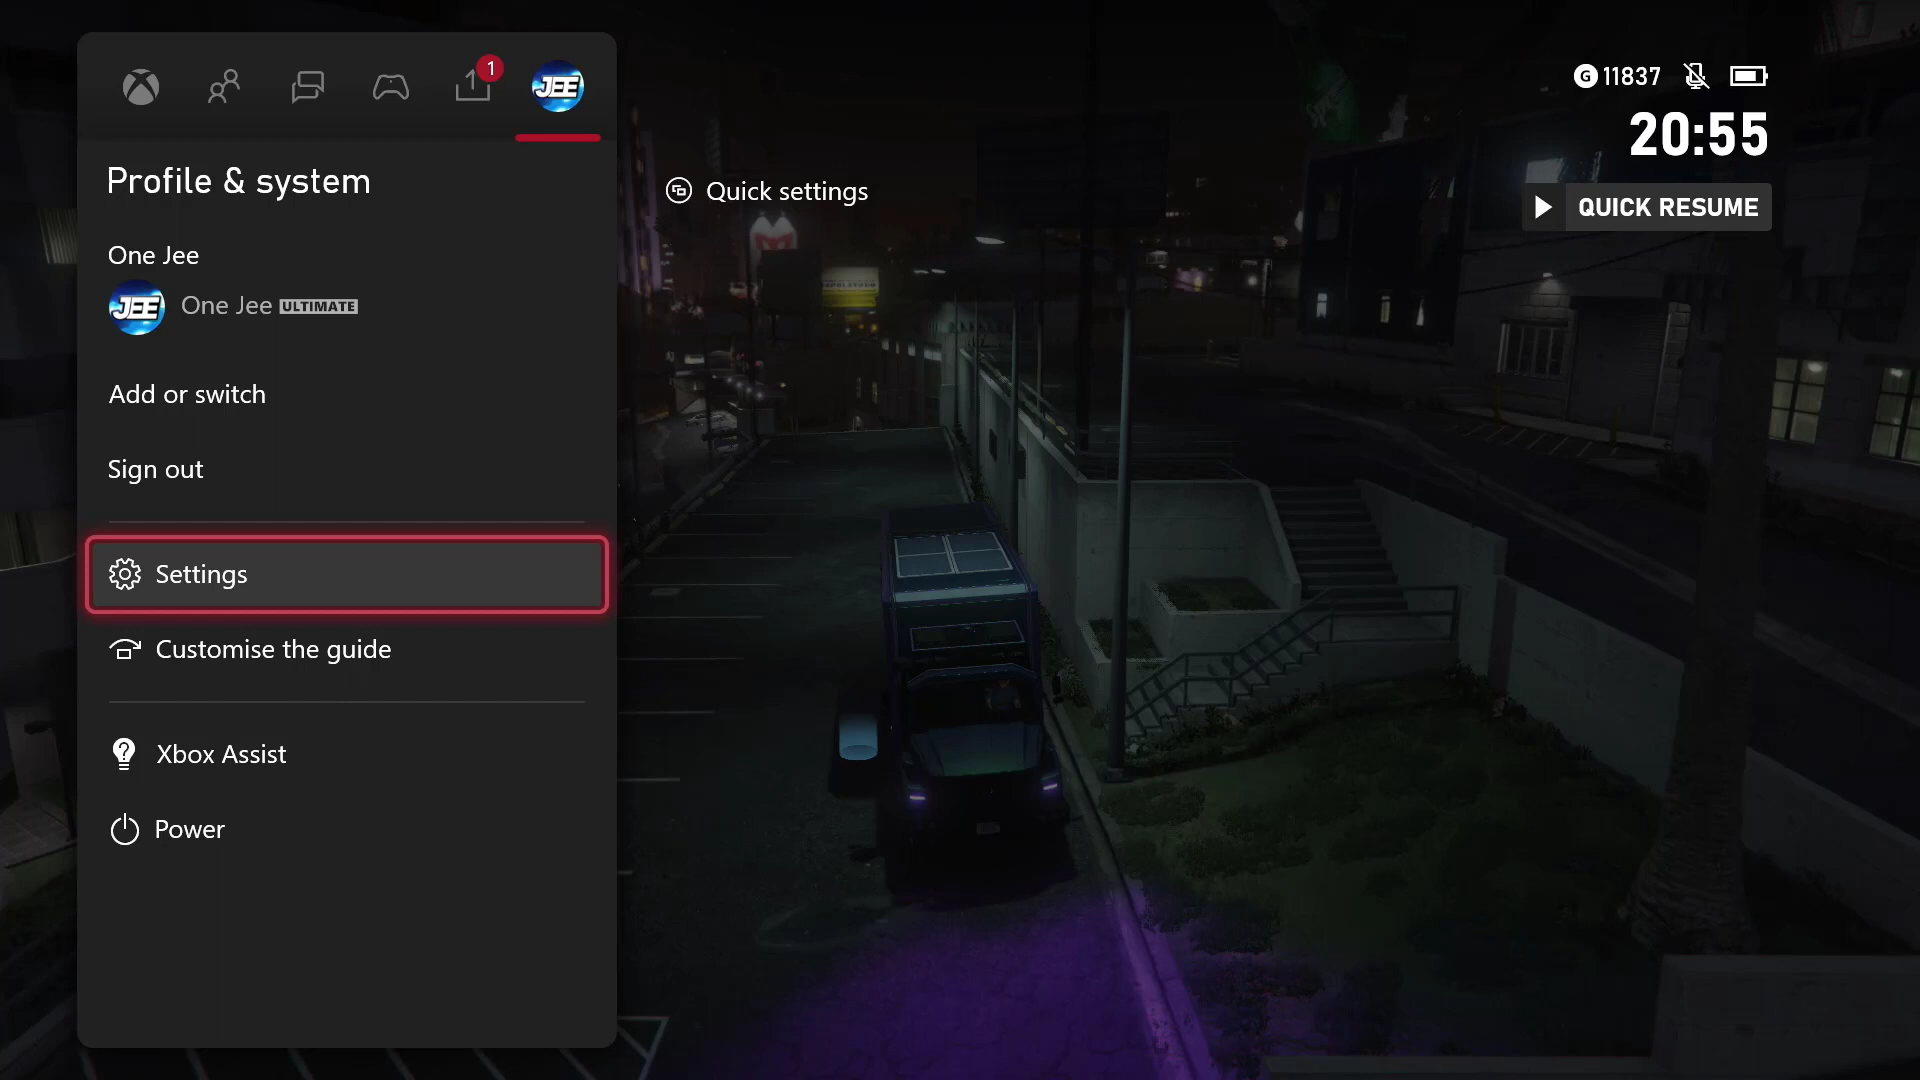 1
JEE
G 11837
20:55
QUICK RESUME
Profile & system
Quick settings
One Jee
JEE
One Jee ULTIMATE
Add or switch
Sign out
Settings
Customise the guide
Xbox Assist
Power